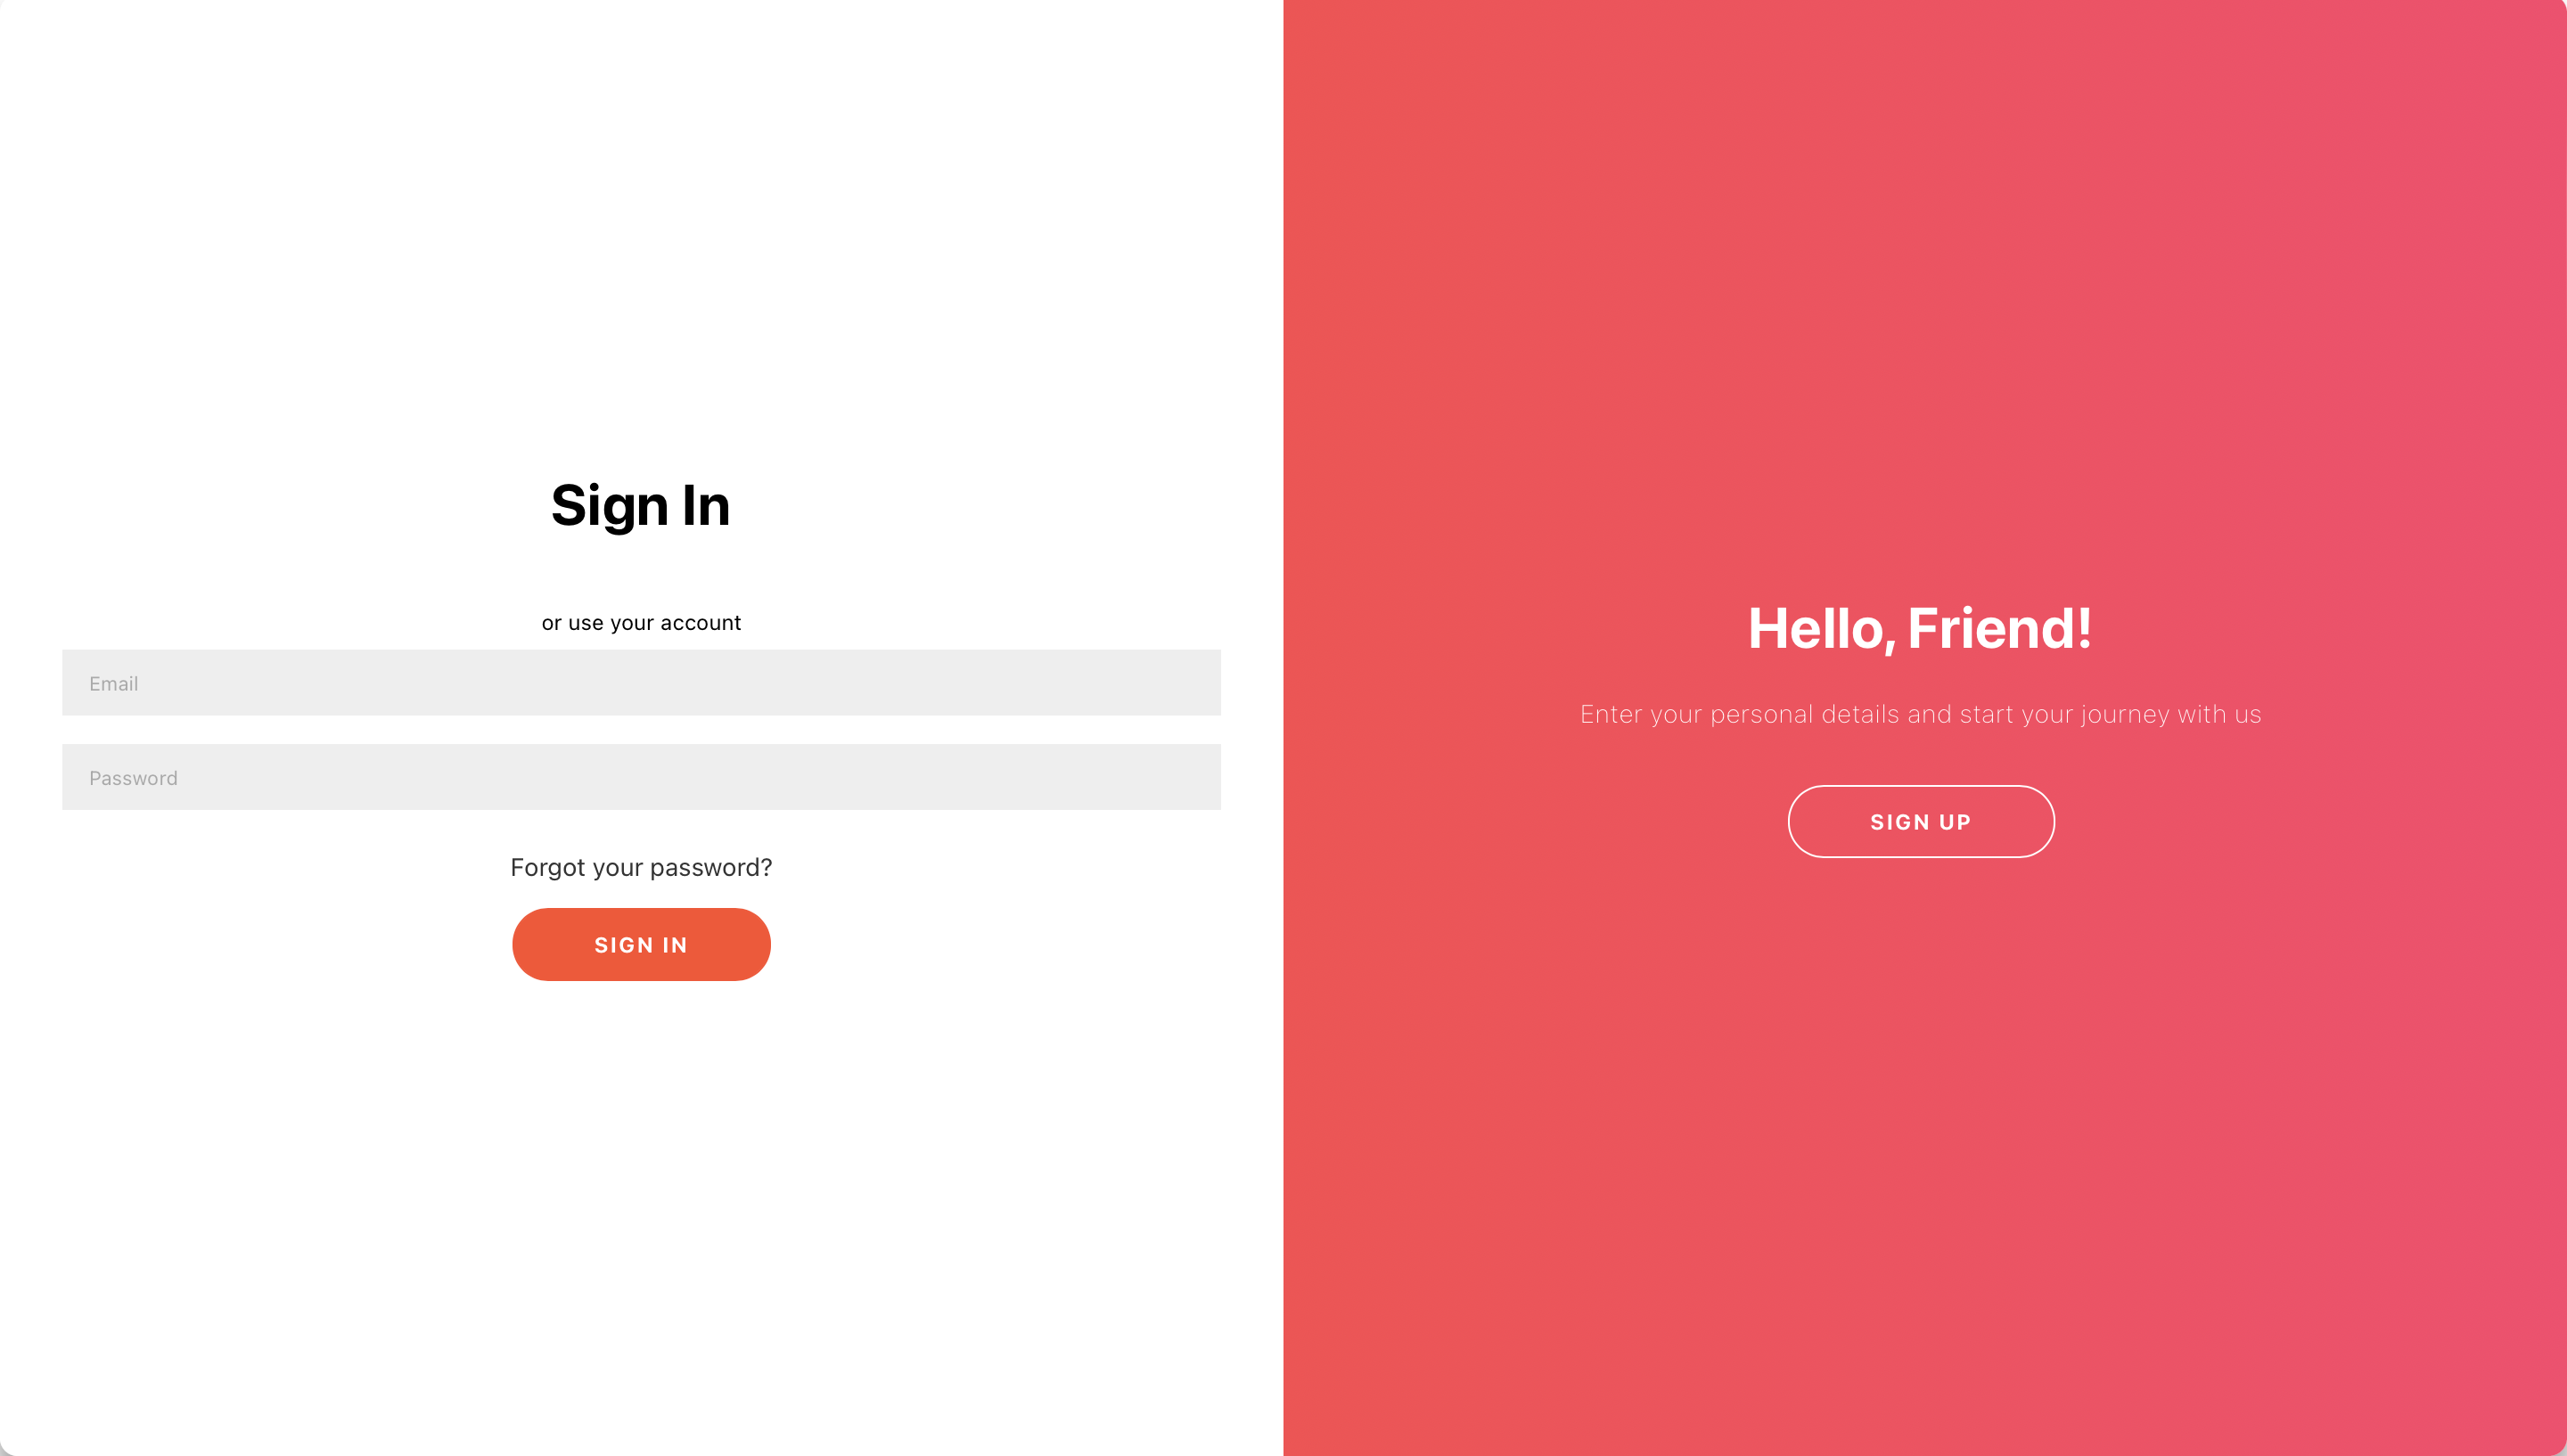 Sign In
or use your account
Email
Password
Forgot your password?
SIGN IN
Hello, Friend!
Enter your personal details and start your journey with us
SIGN UP